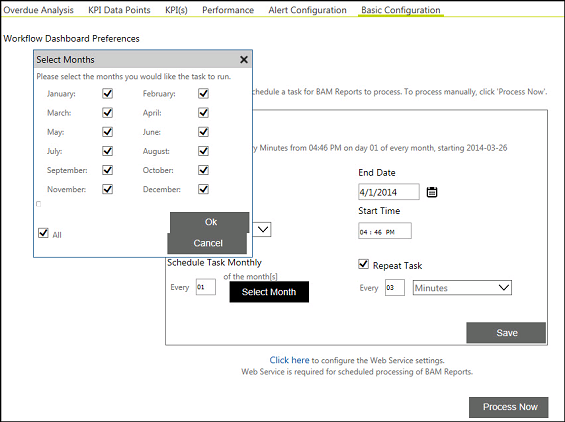 Overdue Analysis KPI Data Points KPI(s) Performance Alert Configuration Basic Configuration
Workflow Dashboard Preferences
Select Months
Please select the months you would like the task to run.
January: February:
March: April:
May: June:
July: August:
September: October:
November: December:
All
Ok
Cancel
chedule a task for BAM Reports to process. To process manually, click 'Process Now'.
y Minutes from 04:46 PM on day 01 of every month, starting 2014-03-26
End Date
4/1/2014
Start Time
04 : 46 PM
Schedule Task Monthly
of the month[s]
Every 01 Select Month
Repeat Task
Every 03 Minutes
Save
Click here to configure the Web Service settings.
Web Service is required for scheduled processing of BAM Reports.
Process Now